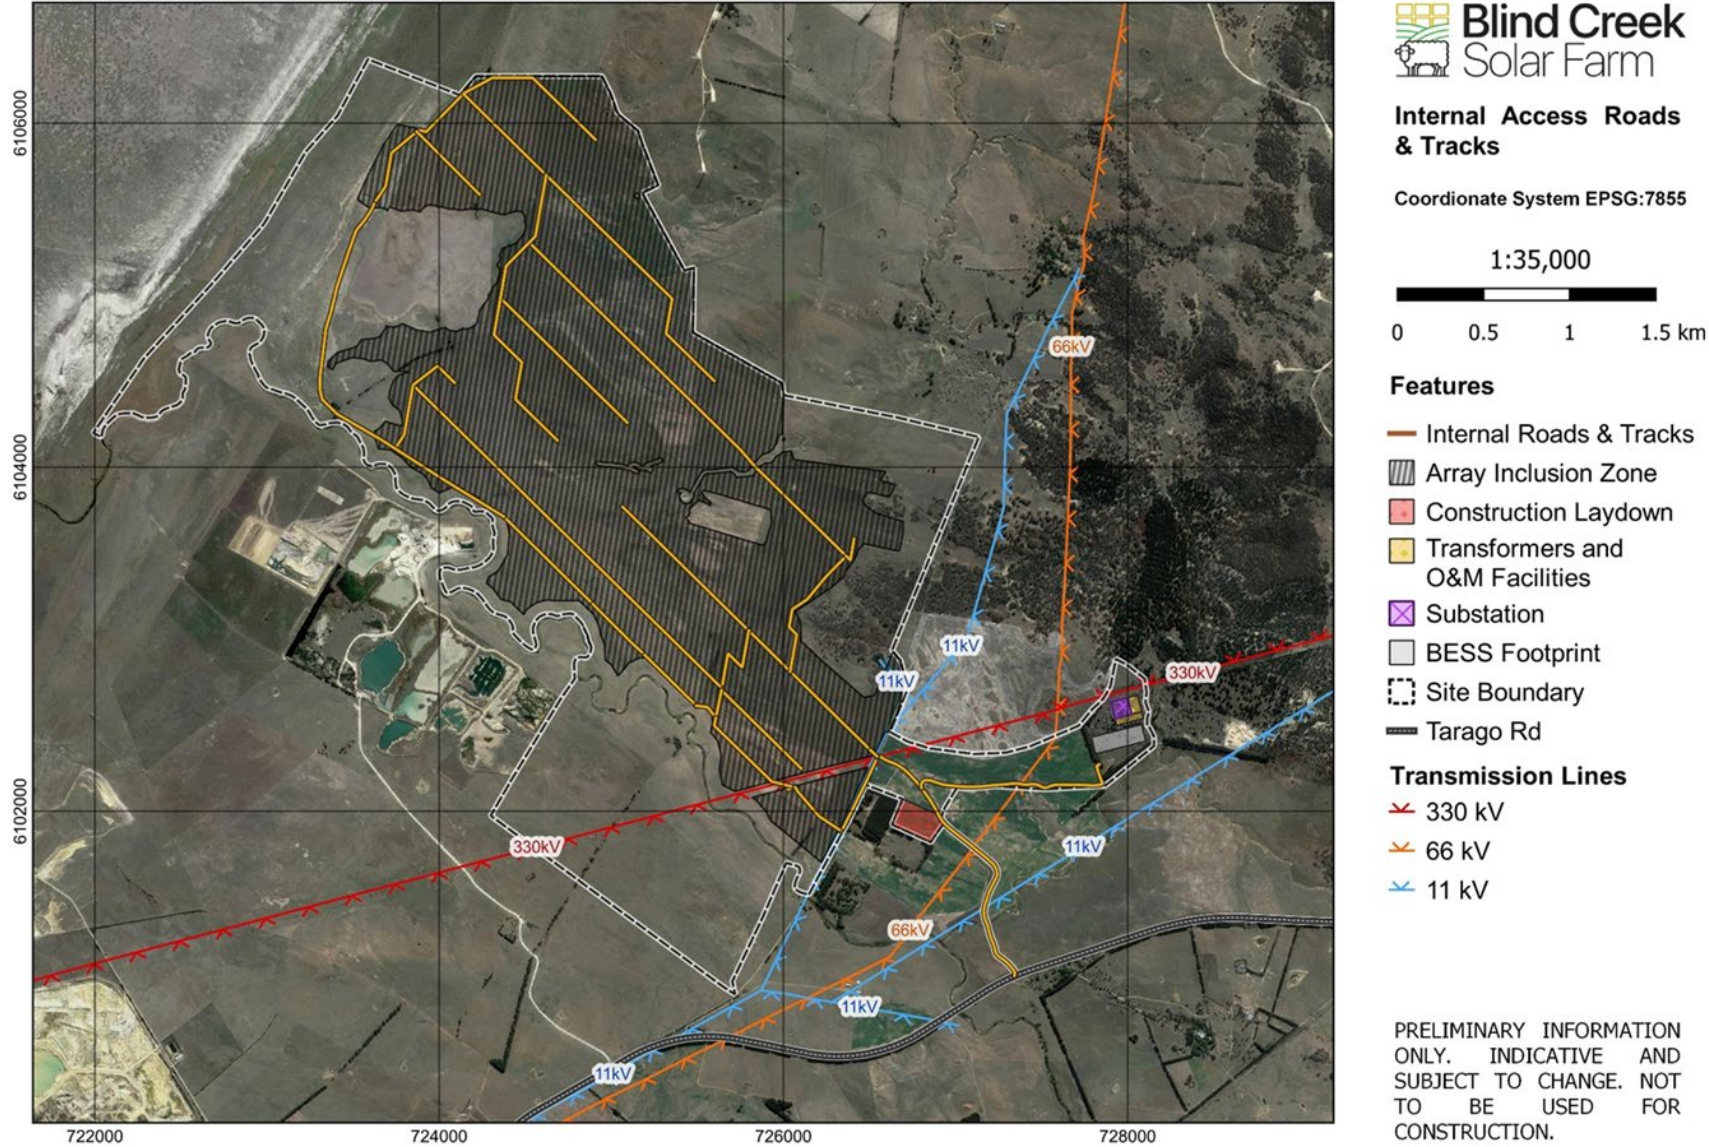 Blind Creek
Solar Farm
Internal Access Roads
& Tracks
Coordionate System EPSG:7855
1:35,000
0 0.5 1 1.5 km
Features
Internal Roads & Tracks
Array Inclusion Zone
Construction Laydown
Transformers and
O&M Facilities
Substation
BESS Footprint
Site Boundary
Tarago Rd
Transmission Lines
330 kV
66 kV
11 kV
PRELIMINARY INFORMATION
ONLY. INDICATIVE AND
SUBJECT TO CHANGE. NOT
TO BE USED FOR
CONSTRUCTION.
6106000
6104000
6102000
722000 724000 726000 728000
66kV
11kV
11kV
330kV
330kV
11kV
66kV
11kV
11kV